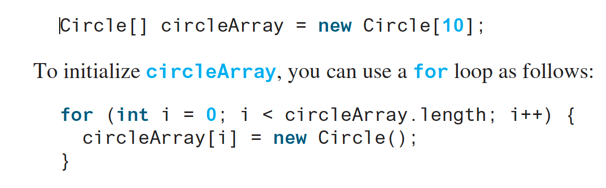 Circle[] circleArray = new Circle[10];
To initialize circleArray, you can use a for loop as follows:
for (int i = 0; i < circleArray.length; i++) {
circleArray[i] = new Circle();
}